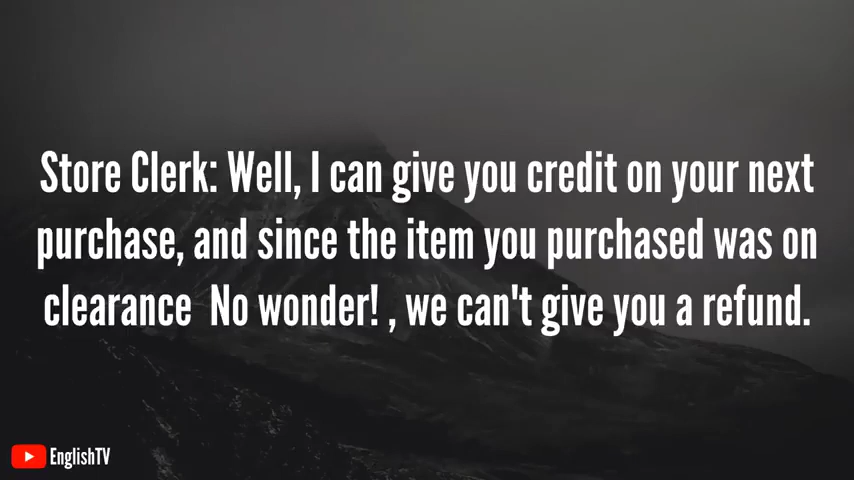 Store Clerk: Well, I can give you credit on your next
purchase, and since the item you purchased was on
clearance  No wonder! , we can't give you a refund.
EnglishTV